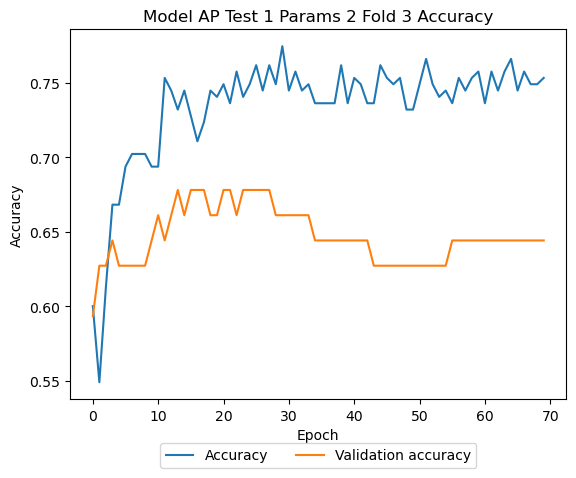 Model AP Test 1 Params 2 Fold 3 Accuracy
Accuracy
0.75
0.70
0.65
0.60
0.55
0 10 20 30 40 50 60 70
Epoch
Accuracy Validation accuracy